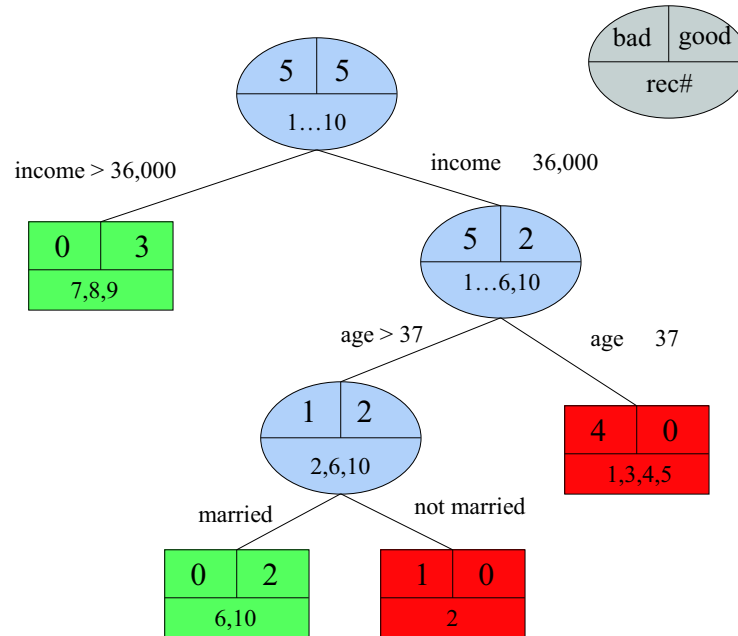 bad good
rec#
5 5
1…10
income > 36,000
income 36,000
0 3
7,8,9
5 2
1…6,10
age > 37
age 37
1 2
2,6,10
4 0
1,3,4,5
married
not married
0 2
6,10
1 0
2